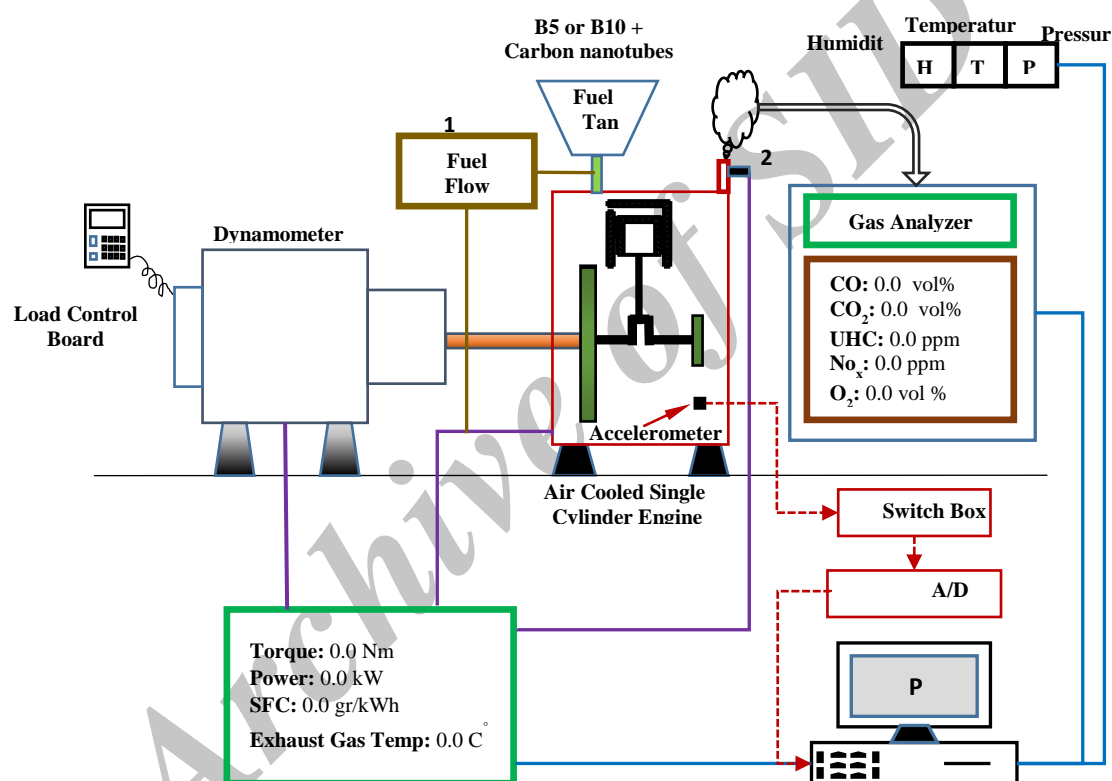 B5 or B10 +
Carbon nanotubes
Humidit
Temperatur
Pressur
H T P
Fuel
Tan
1
Fuel
Flow
2
Gas Analyzer
CO: 0.0 vol%
CO₂: 0.0 vol%
UHC: 0.0 ppm
Noₓ: 0.0 ppm
O₂: 0.0 vol %
Dynamometer
Load Control
Board
Accelerometer
Air Cooled Single
Cylinder Engine
Switch Box
A/D
Torque: 0.0 Nm
Power: 0.0 kW
SFC: 0.0 gr/kWh
Exhaust Gas Temp: 0.0 C°
P
Archive of SID